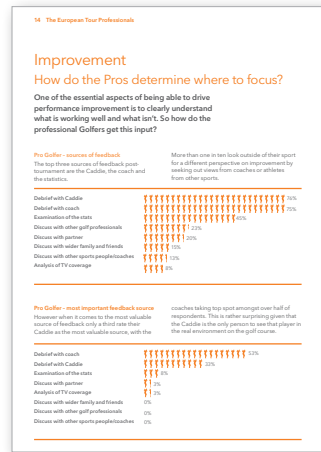 14 The European Tour Professionals
Improvement
How do the Pros determine where to focus?
One of the essential aspects of being able to drive
performance improvement is to clearly understand
what is working well and what isn't. So how do the
professional Golfers get this input?
Pro Golfer – sources of feedback
The top three sources of feedback post-
tournament are the Caddie, the coach and
the statistics.
More than one in ten look outside of their sport
for a different perspective on improvement by
seeking out views from coaches or athletes
from other sports.
Debrief with Caddie 76%
Debrief with coach 75%
Examination of the stats 45%
Discuss with other golf professionals 23%
Discuss with partner 20%
Discuss with wider family and friends 15%
Discuss with other sports people/coaches 13%
Analysis of TV coverage 8%
Pro Golfer – most important feedback source
However when it comes to the most valuable
source of feedback only a third rate their
Caddie as the most valuable source, with the
coaches taking top spot amongst over half of
respondents. This is rather surprising given that
the Caddie is the only person to see that player in
the real environment on the golf course.
Debrief with coach 53%
Debrief with Caddie 33%
Examination of the stats 8%
Discuss with partner 3%
Analysis of TV coverage 3%
Discuss with wider family and friends 0%
Discuss with other golf professionals 0%
Discuss with other sports people/coaches 0%